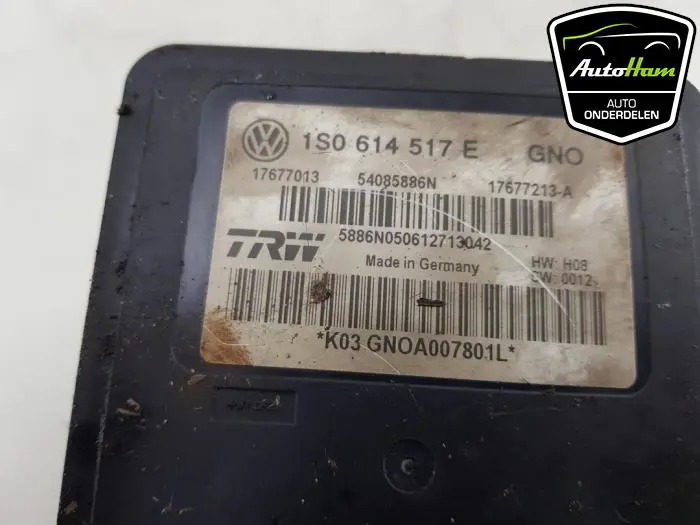 AutoHam
AUTO
ONDERDELEN
1S0 614 517 E GNO
17677013 54085886N 17677213-A
TRW 5886N050612713042
Made in Germany HW: H08
SW: 0012
*K03 GNOA007801L*